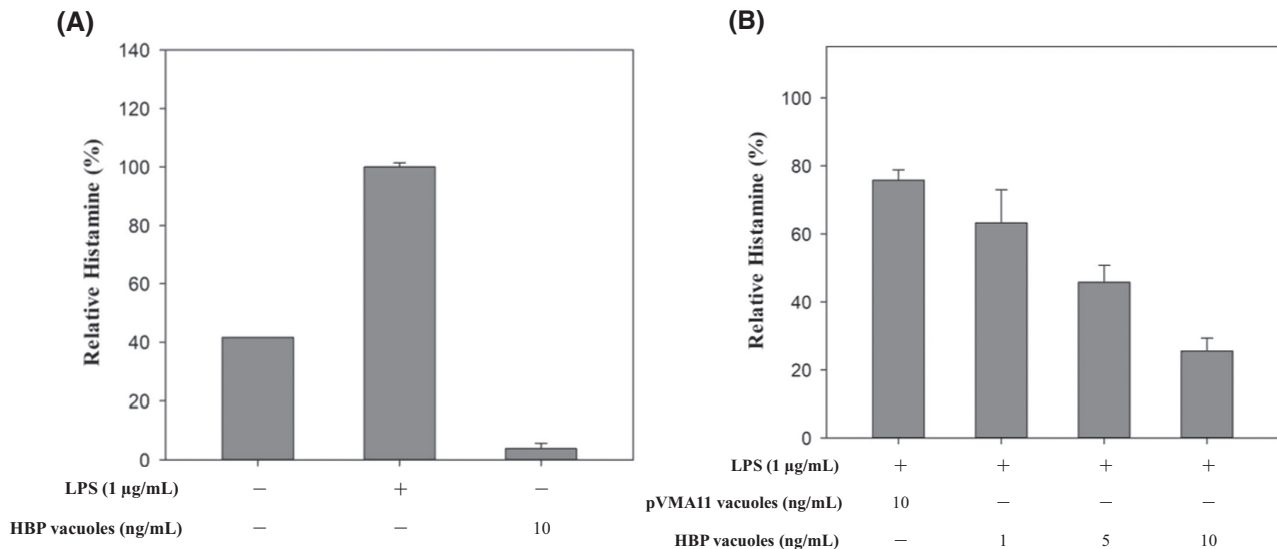 (A)
140
120
100
80
60
40
20
0
Relative Histamine (%)
LPS (1 µg/mL) − + −
HBP vacuoles (ng/mL) − − 10
(B)
100
80
60
40
20
0
Relative Histamine (%)
LPS (1 µg/mL) + + + +
pVMA11 vacuoles (ng/mL) 10 − − −
HBP vacuoles (ng/mL) − 1 5 10